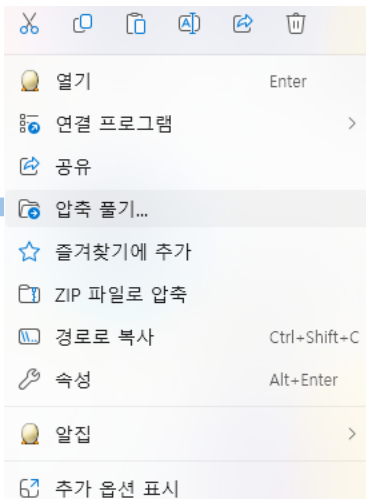 열기 Enter
연결 프로그램
공유
압축 풀기...
즐겨찾기에 추가
ZIP 파일로 압축
경로로 복사 Ctrl+Shift+C
속성 Alt+Enter
알집
추가 옵션 표시